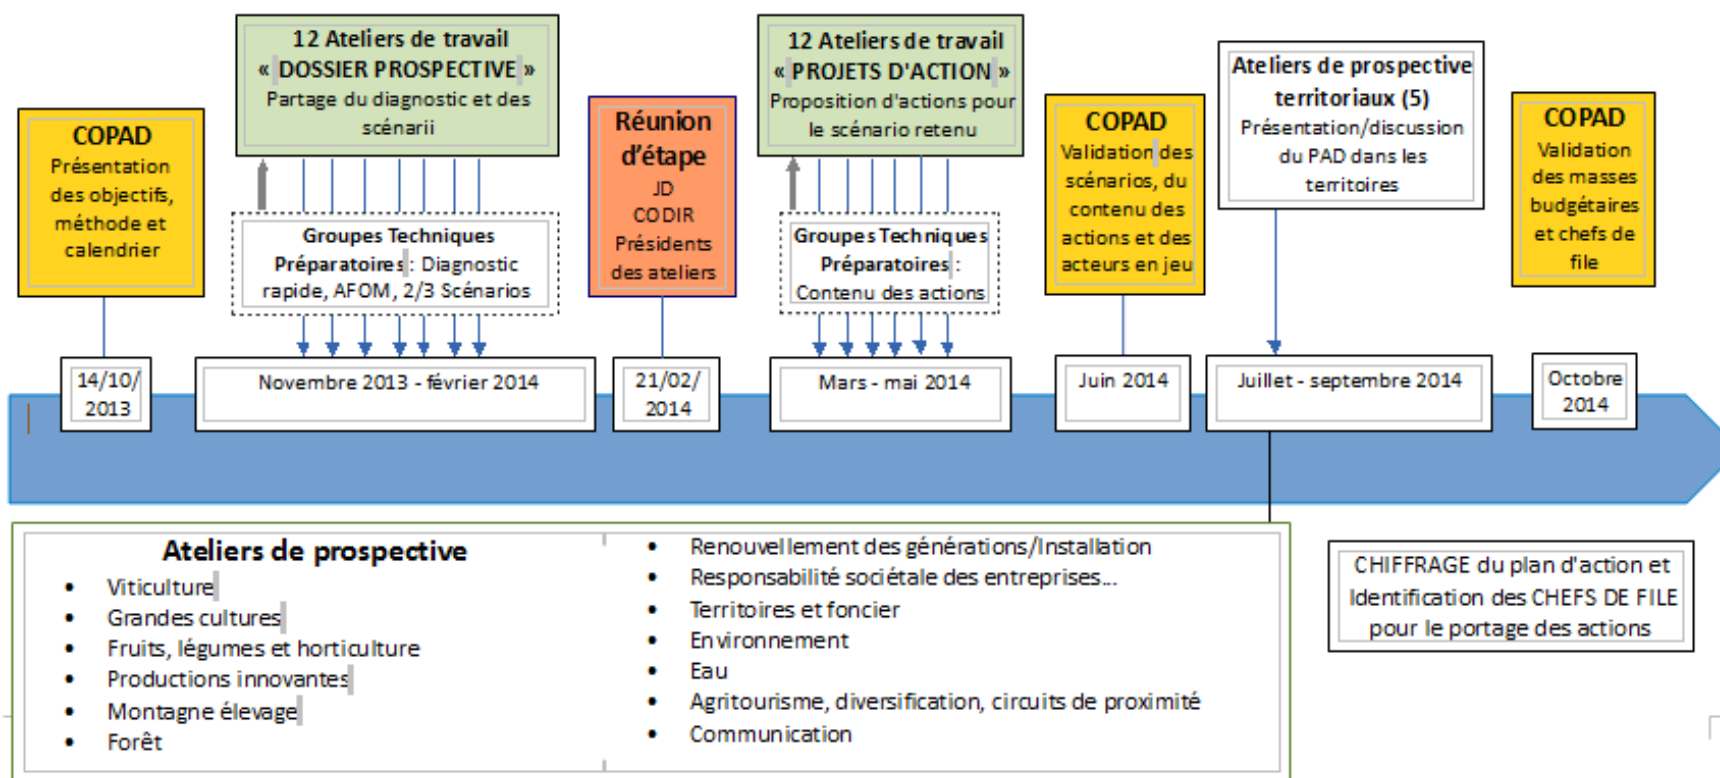 12 Ateliers de travail
« DOSSIER PROSPECTIVE »
Partage du diagnostic et des
scénarii
12 Ateliers de travail
« PROJETS D'ACTION »
Proposition d'actions pour
le scénario retenu
Ateliers de prospective
territoriaux (5)
Présentation/discussion
du PAD dans les
territoires
COPAD
Présentation
des objectifs,
méthode et
calendrier
Réunion
d'étape
JD
CODIR
Présidents
des ateliers
COPAD
Validation des
scénarios, du
contenu des
actions et des
acteurs en jeu
COPAD
Validation
des masses
budgétaires
et chefs de
file
Groupes Techniques
Préparatoires : Diagnostic
rapide, AFOM, 2/3 Scénarios
Groupes Techniques
Préparatoires :
Contenu des actions
14/10/
2013
Novembre 2013 - février 2014
21/02/
2014
Mars - mai 2014
Juin 2014
Juillet - septembre 2014
Octobre
2014
Ateliers de prospective
• Viticulture
• Grandes cultures
• Fruits, légumes et horticulture
• Productions innovantes
• Montagne élevage
• Forêt
• Renouvellement des générations/Installation
• Responsabilité sociétale des entreprises...
• Territoires et foncier
• Environnement
• Eau
• Agritourisme, diversification, circuits de proximité
• Communication
CHIFFRAGE du plan d'action et
Identification des CHEFS DE FILE
pour le portage des actions